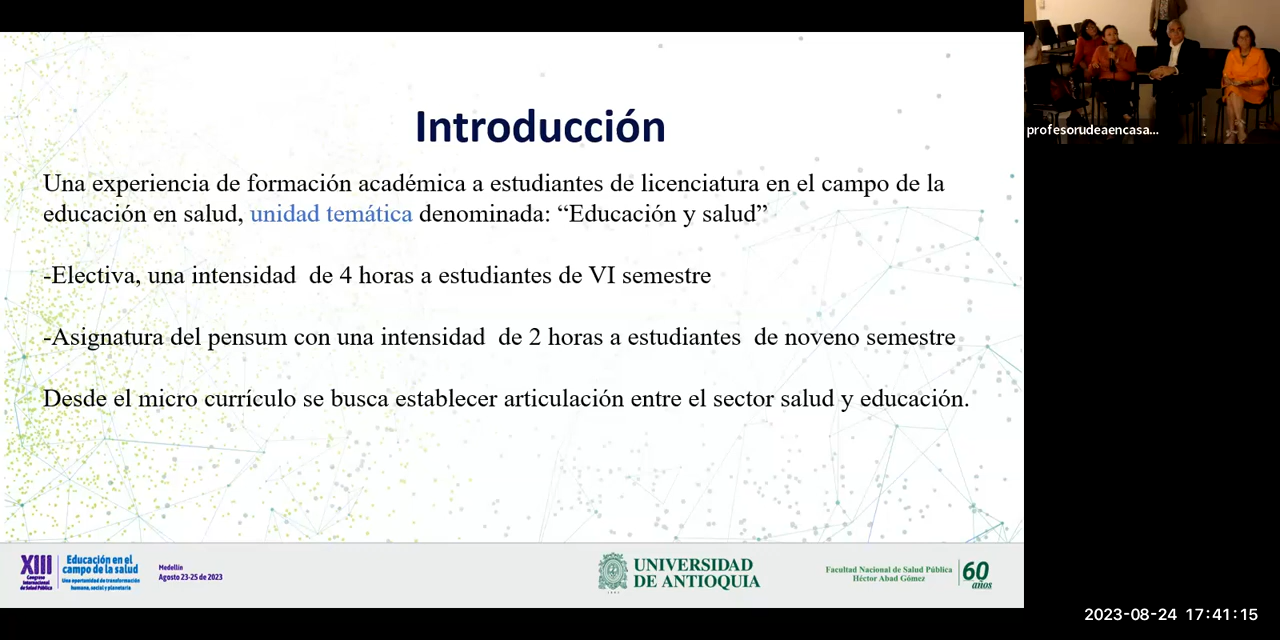 Introducción
Una experiencia de formación académica a estudiantes de licenciatura en el campo de la
educación en salud, unidad temática denominada: “Educación y salud”
-Electiva, una intensidad de 4 horas a estudiantes de VI semestre
-Asignatura del pensum con una intensidad de 2 horas a estudiantes de noveno semestre
Desde el micro currículo se busca establecer articulación entre el sector salud y educación.
XIII
Congreso
Internacional
de Salud Pública
Educación en el
campo de la salud
Una oportunidad de transformación
humana, social y planetaria
Medellín
Agosto 23-25 de 2023
UNIVERSIDAD
DE ANTIOQUIA
Facultad Nacional de Salud Pública
Héctor Abad Gómez
60
años
profesorudeaencasa...
2023-08-24 17:41:15